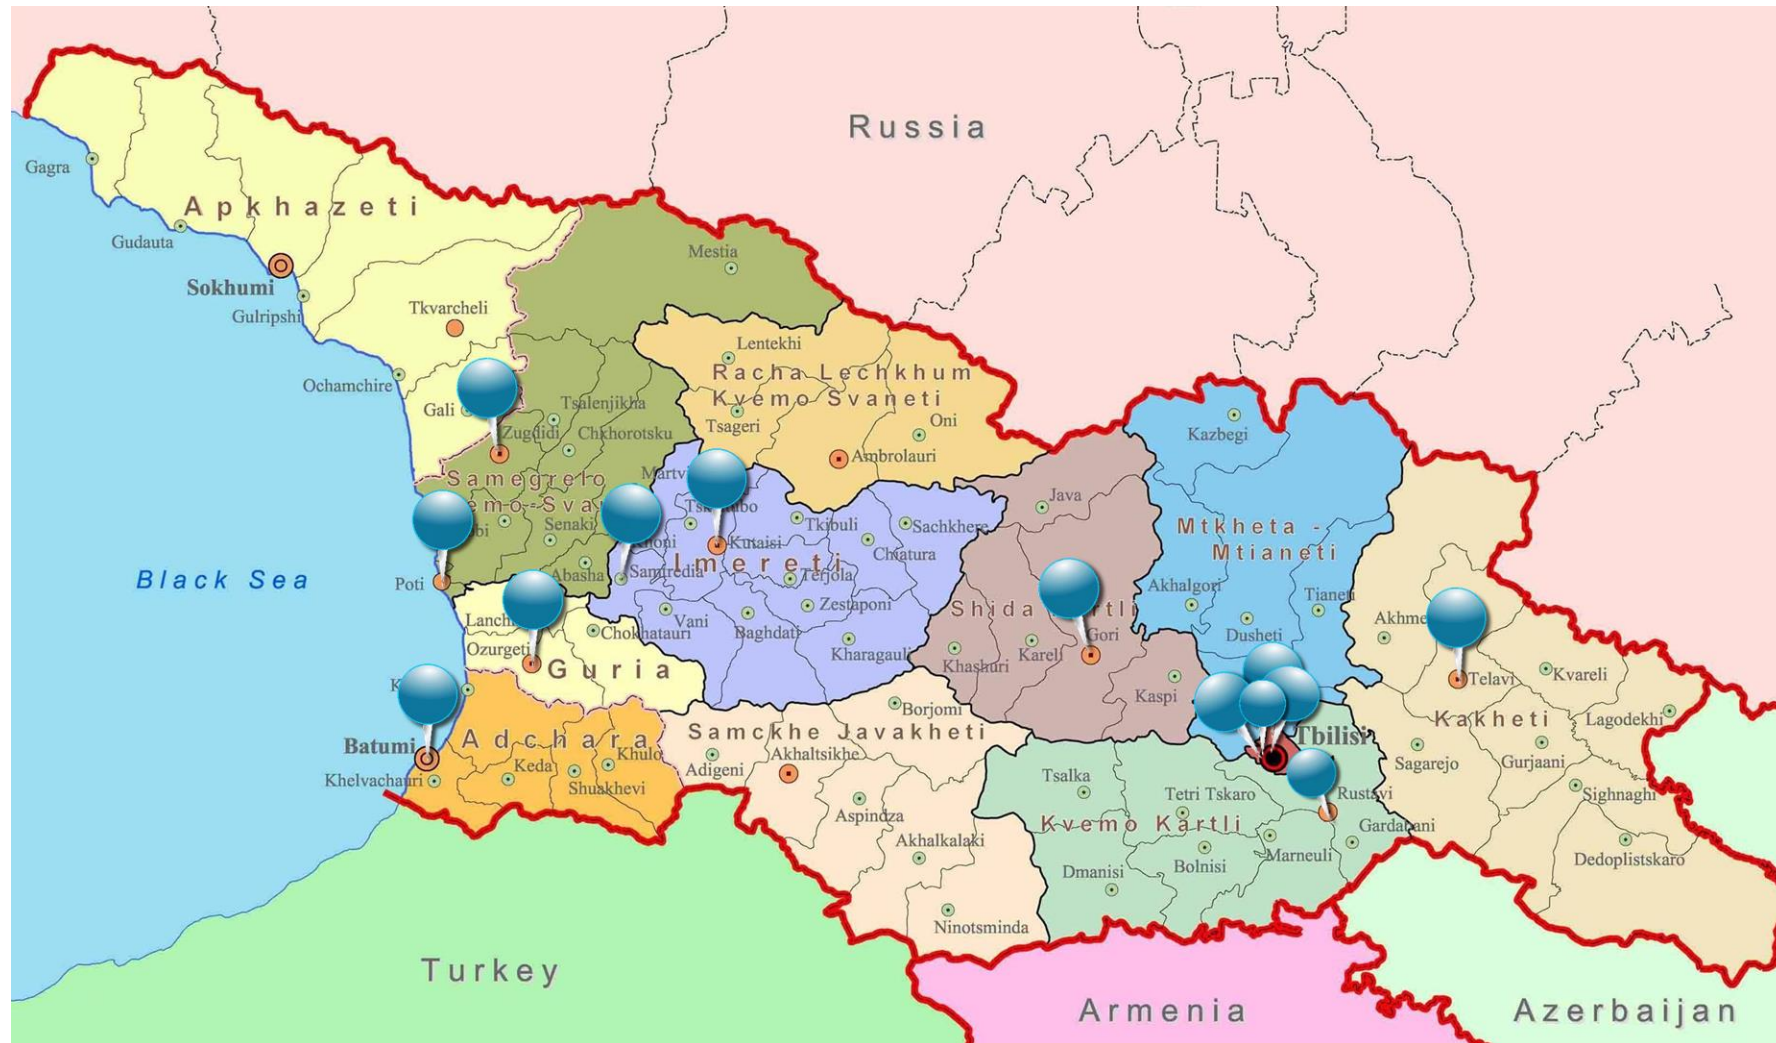 Russia
Gagra
Apkhazeti
Gudauta
Sokhumi
Gulripshi
Mestia
Tkvarcheli
Lentekhi
Racha Lechkhum
Kvemo Svaneti
Ochamchire
Gali
Tsalenjikha
Tsageri
Oni
Kazbegi
Zugdidi
Chkhorotsku
Ambrolauri
Samegrelo
Java
Senaki
Tkibuli
Sachkhere
Mtkheta -
Mtianeti
Kutaisi
Chiatura
Imereti
Black Sea
Poti
Abasha
Samtredia
Terjola
Akhalgori
Tianeti
Zestaponi
Shida
Vani
Baghdati
Dusheti
Chokhatauri
Ozurgeti
Kharagauli
Khashuri
Kareli
Gori
Guria
Kaspi
Telavi
Kvareli
Borjomi
Kakheti
Lagodekhi
Batumi
Adchara
Samckhe Javakheti
Tbilisi
Khulo
Akhaltsikhe
Adigeni
Keda
Khelvachauri
Shuakhevi
Tsalka
Sagarejo
Gurjaani
Tetri Tskaro
Rustavi
Sighnaghi
Aspindza
Kvemo Kartli
Gardabani
Akhalkalaki
Marneuli
Bolnisi
Dedoplistskaro
Dmanisi
Ninotsminda
Turkey
Armenia
Azerbaijan